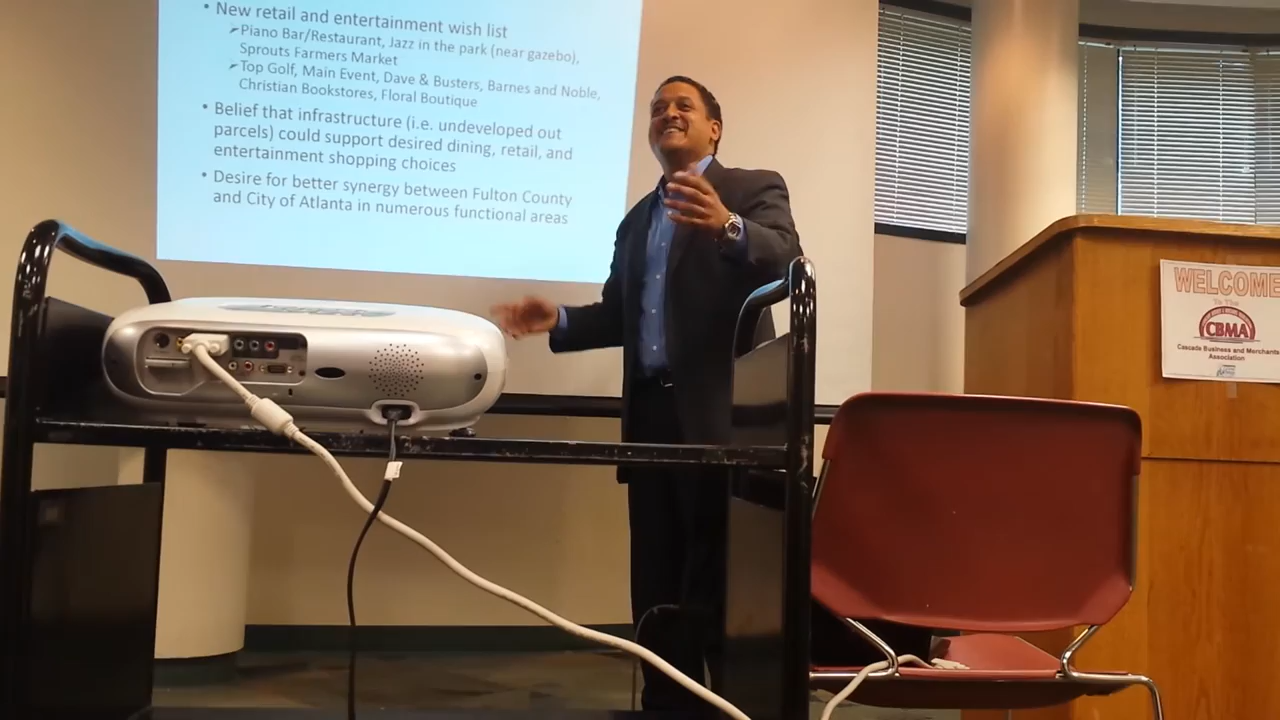 • New retail and entertainment wish list
➢Piano Bar/Restaurant, Jazz in the park (near gazebo),
Sprouts Farmers Market
➢Top Golf, Main Event, Dave & Busters, Barnes and Noble,
Christian Bookstores, Floral Boutique
• Belief that infrastructure (i.e. undeveloped out
parcels) could support desired dining, retail, and
entertainment shopping choices
• Desire for better synergy between Fulton County
and City of Atlanta in numerous functional areas
WELCOME
To The
CBMA
Cascade Business and Merchants
Association